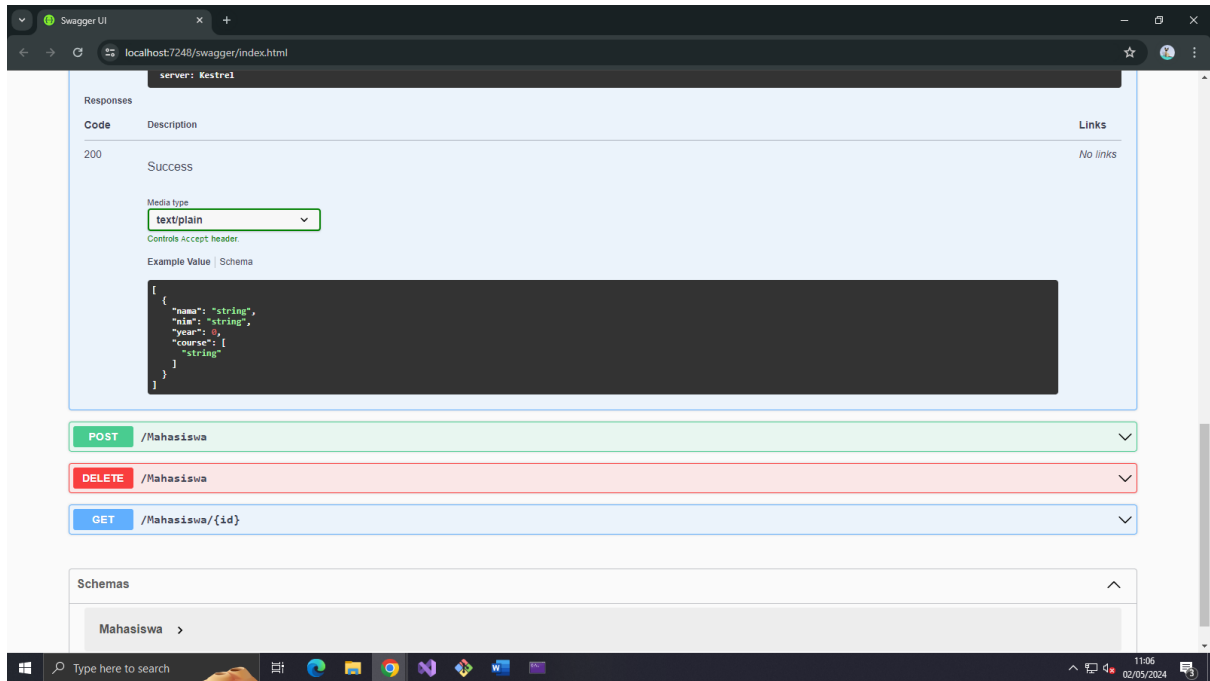 Swagger UI
localhost:7248/swagger/index.html
server: Kestrel
Responses
Code Description Links
200 Success No links
Media type
text/plain
Controls Accept header.
Example Value | Schema
[
{
"nama": "string",
"nim": "string",
"year": 0,
"course": [
"string"
]
}
]
POST /Mahasiswa
DELETE /Mahasiswa
GET /Mahasiswa/{id}
Schemas
Mahasiswa
Type here to search
11:06
02/05/2024
3